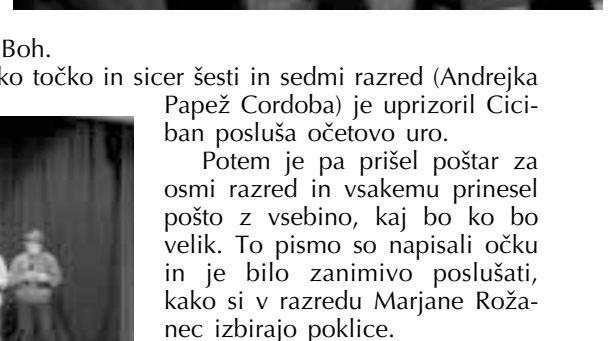 Boh.
ko točko in sicer šesti in sedmi razred (Andrejka
Papež Cordoba) je uprizoril Cici-
ban posluša očetovo uro.
Potem je pa prišel poštar za
osmi razred in vsakemu prinesel
pošto z vsebino, kaj bo ko bo
velik. To pismo so napisali očku
in je bilo zanimivo poslušati,
kako si v razredu Marjane Roža-
nec izbirajo poklice.